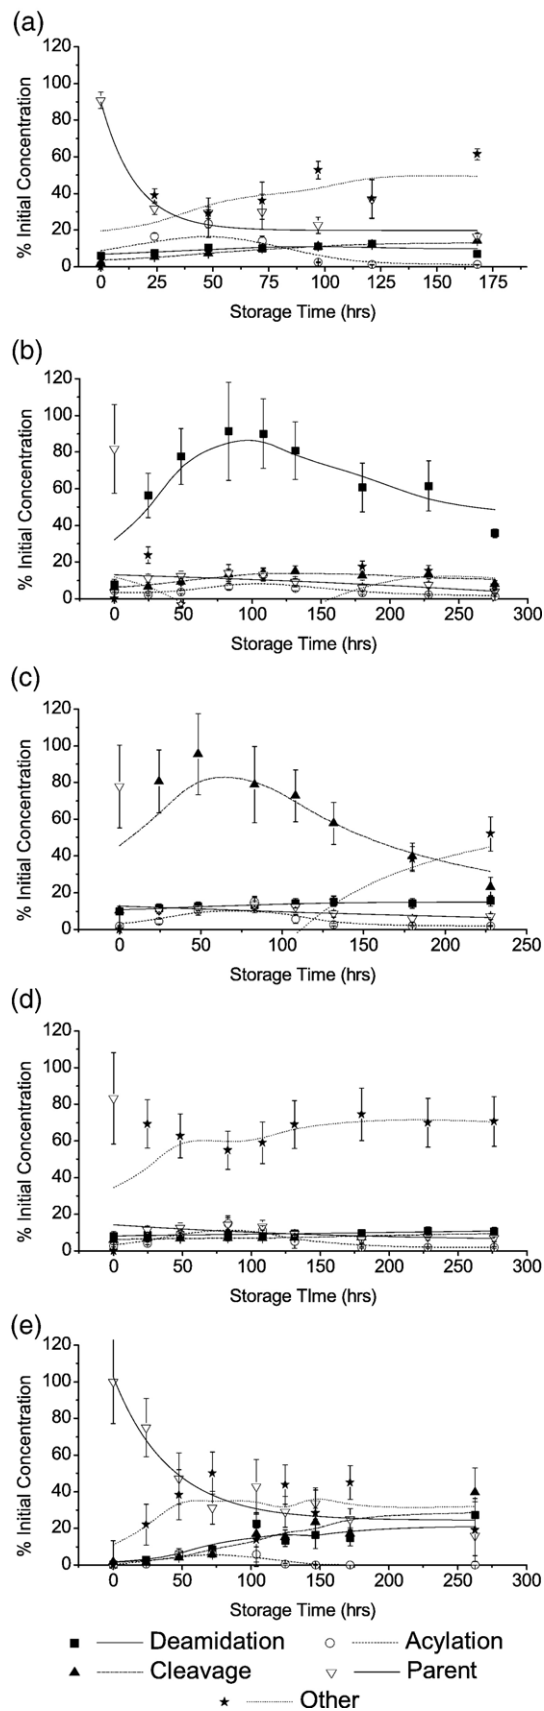 (a)
120
100
80
60
40
20
0
% Initial Concentration
0 25 50 75 100 125 150 175
Storage Time (hrs)
(b)
120
100
80
60
40
20
0
% Initial Concentration
0 50 100 150 200 250 300
Storage Time (hrs)
(c)
120
100
80
60
40
20
0
% Initial Concentration
0 50 100 150 200 250
Storage Time (hrs)
(d)
120
100
80
60
40
20
0
% Initial Concentration
0 50 100 150 200 250 300
Storage TIme (hrs)
(e)
120
100
80
60
40
20
0
% Initial Concentration
0 50 100 150 200 250 300
Storage Time (hrs)
Deamidation Acylation
Cleavage Parent
Other